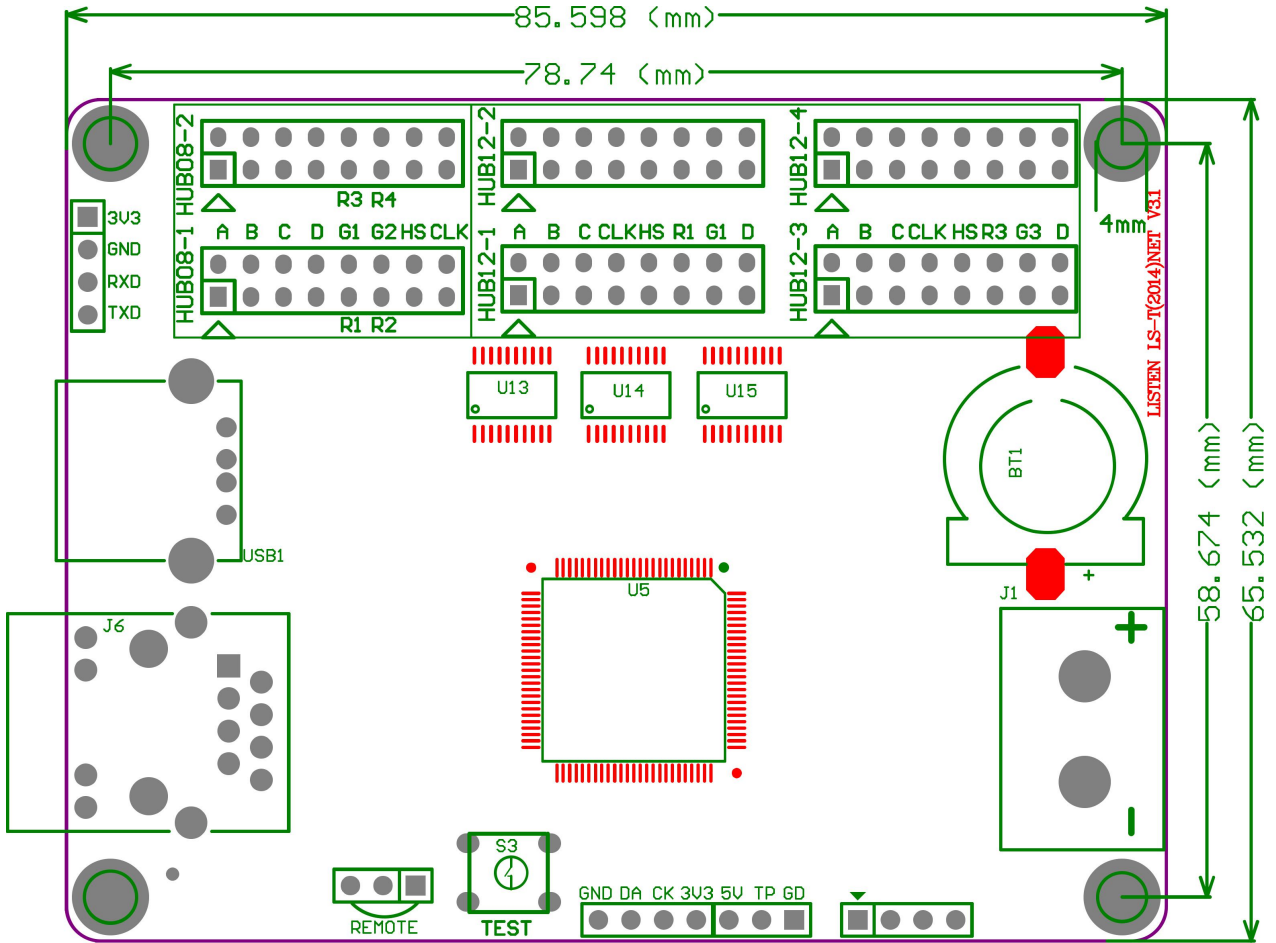 85.598 (mm)
78.74 (mm)
HUB08-2
HUB12-2
HUB12-4
R3 R4
3V3
GND
RXD
TXD
4mm
A B C D G1 G2 HS CLK
A B C CLK HS R1 G1 D
A B C CLK HS R3 G3 D
HUB08-1
HUB12-1
HUB12-3
R1 R2
LISTEN LS-T(2014)NET V3.1
U13
U14
U15
BT1
58.674 (mm)
65.532 (mm)
USB1
+
U5
J1
J6
+
-
S3
REMOTE
TEST
GND DA CK 3V3 5V TP GD